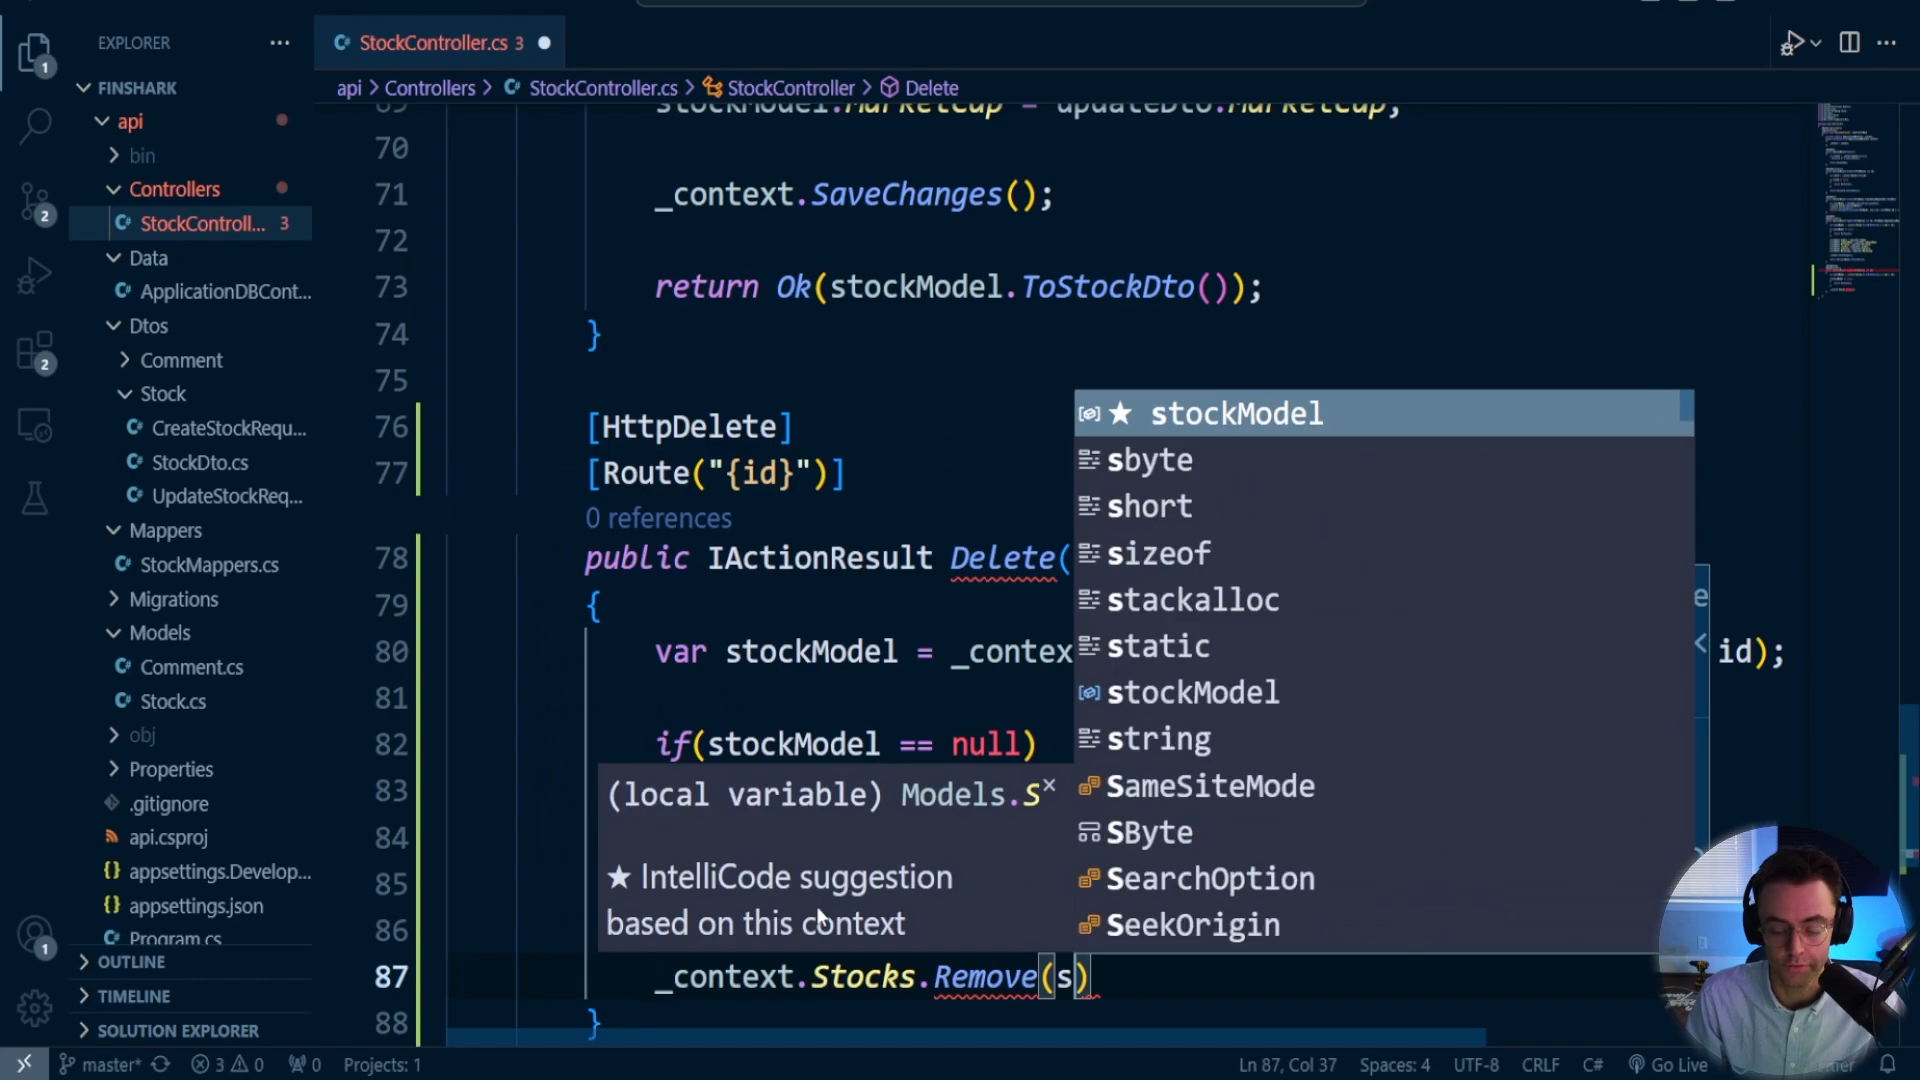 EXPLORER
FINSHARK
api
bin
Controllers
StockControll... 3
Data
ApplicationDBCont...
Dtos
Comment
Stock
CreateStockRequ...
StockDto.cs
UpdateStockReq...
Mappers
StockMappers.cs
Migrations
Models
Comment.cs
Stock.cs
obj
Properties
.gitignore
api.csproj
appsettings.Develop...
appsettings.json
Program.cs
OUTLINE
TIMELINE
SOLUTION EXPLORER
1
2
2
1
StockController.cs 3
api > Controllers > StockController.cs > StockController > Delete
69 stockModel.MarketCap = updateDto.MarketCap;
70
71 _context.SaveChanges();
72
73 return Ok(stockModel.ToStockDto());
74 }
75
76 [HttpDelete]
77 [Route("{id}")]
0 references
78 public IActionResult Delete(
79 {
80 var stockModel = _contex id);
81
82 if(stockModel == null)
83
84
85
86
87 _context.Stocks.Remove(s)
88 }
stockModel
sbyte
short
sizeof
stackalloc
static
stockModel
string
SameSiteMode
SByte
SearchOption
SeekOrigin
(local variable) Models.S
★ IntelliCode suggestion
based on this context
master* 3 0 0 Projects: 1 Ln 87, Col 37 Spaces: 4 UTF-8 CRLF C# Go Live